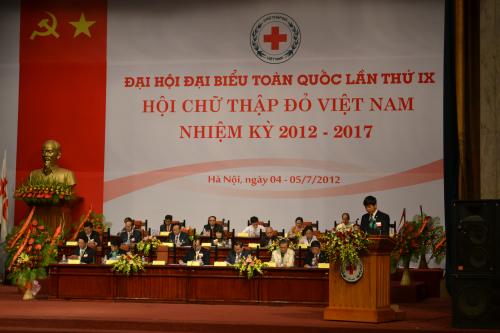 ĐẠI HỘI ĐẠI BIỂU TOÀN QUỐC LẦN THỨ IX
HỘI CHỮ THẬP ĐỎ VIỆT NAM
NHIỆM KỲ 2012 - 2017
Hà Nội, ngày 04 - 05/7/2012